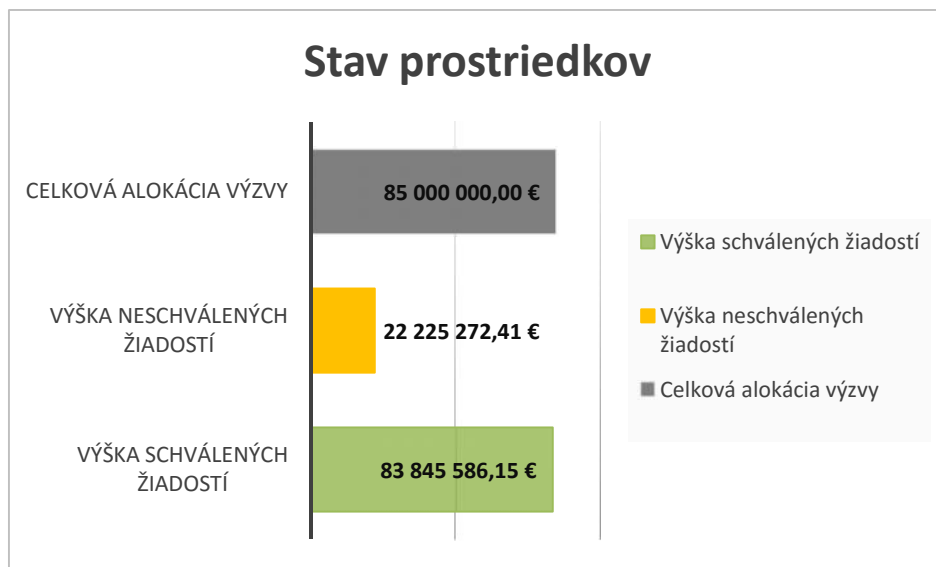 Stav prostriedkov
CELKOVÁ ALOKÁCIA VÝZVY
85 000 000,00 €
VÝŠKA NESCHVÁLENÝCH
ŽIADOSTÍ
22 225 272,41 €
VÝŠKA SCHVÁLENÝCH
ŽIADOSTÍ
83 845 586,15 €
Výška schválených žiadostí
Výška neschválených
žiadostí
Celková alokácia výzvy